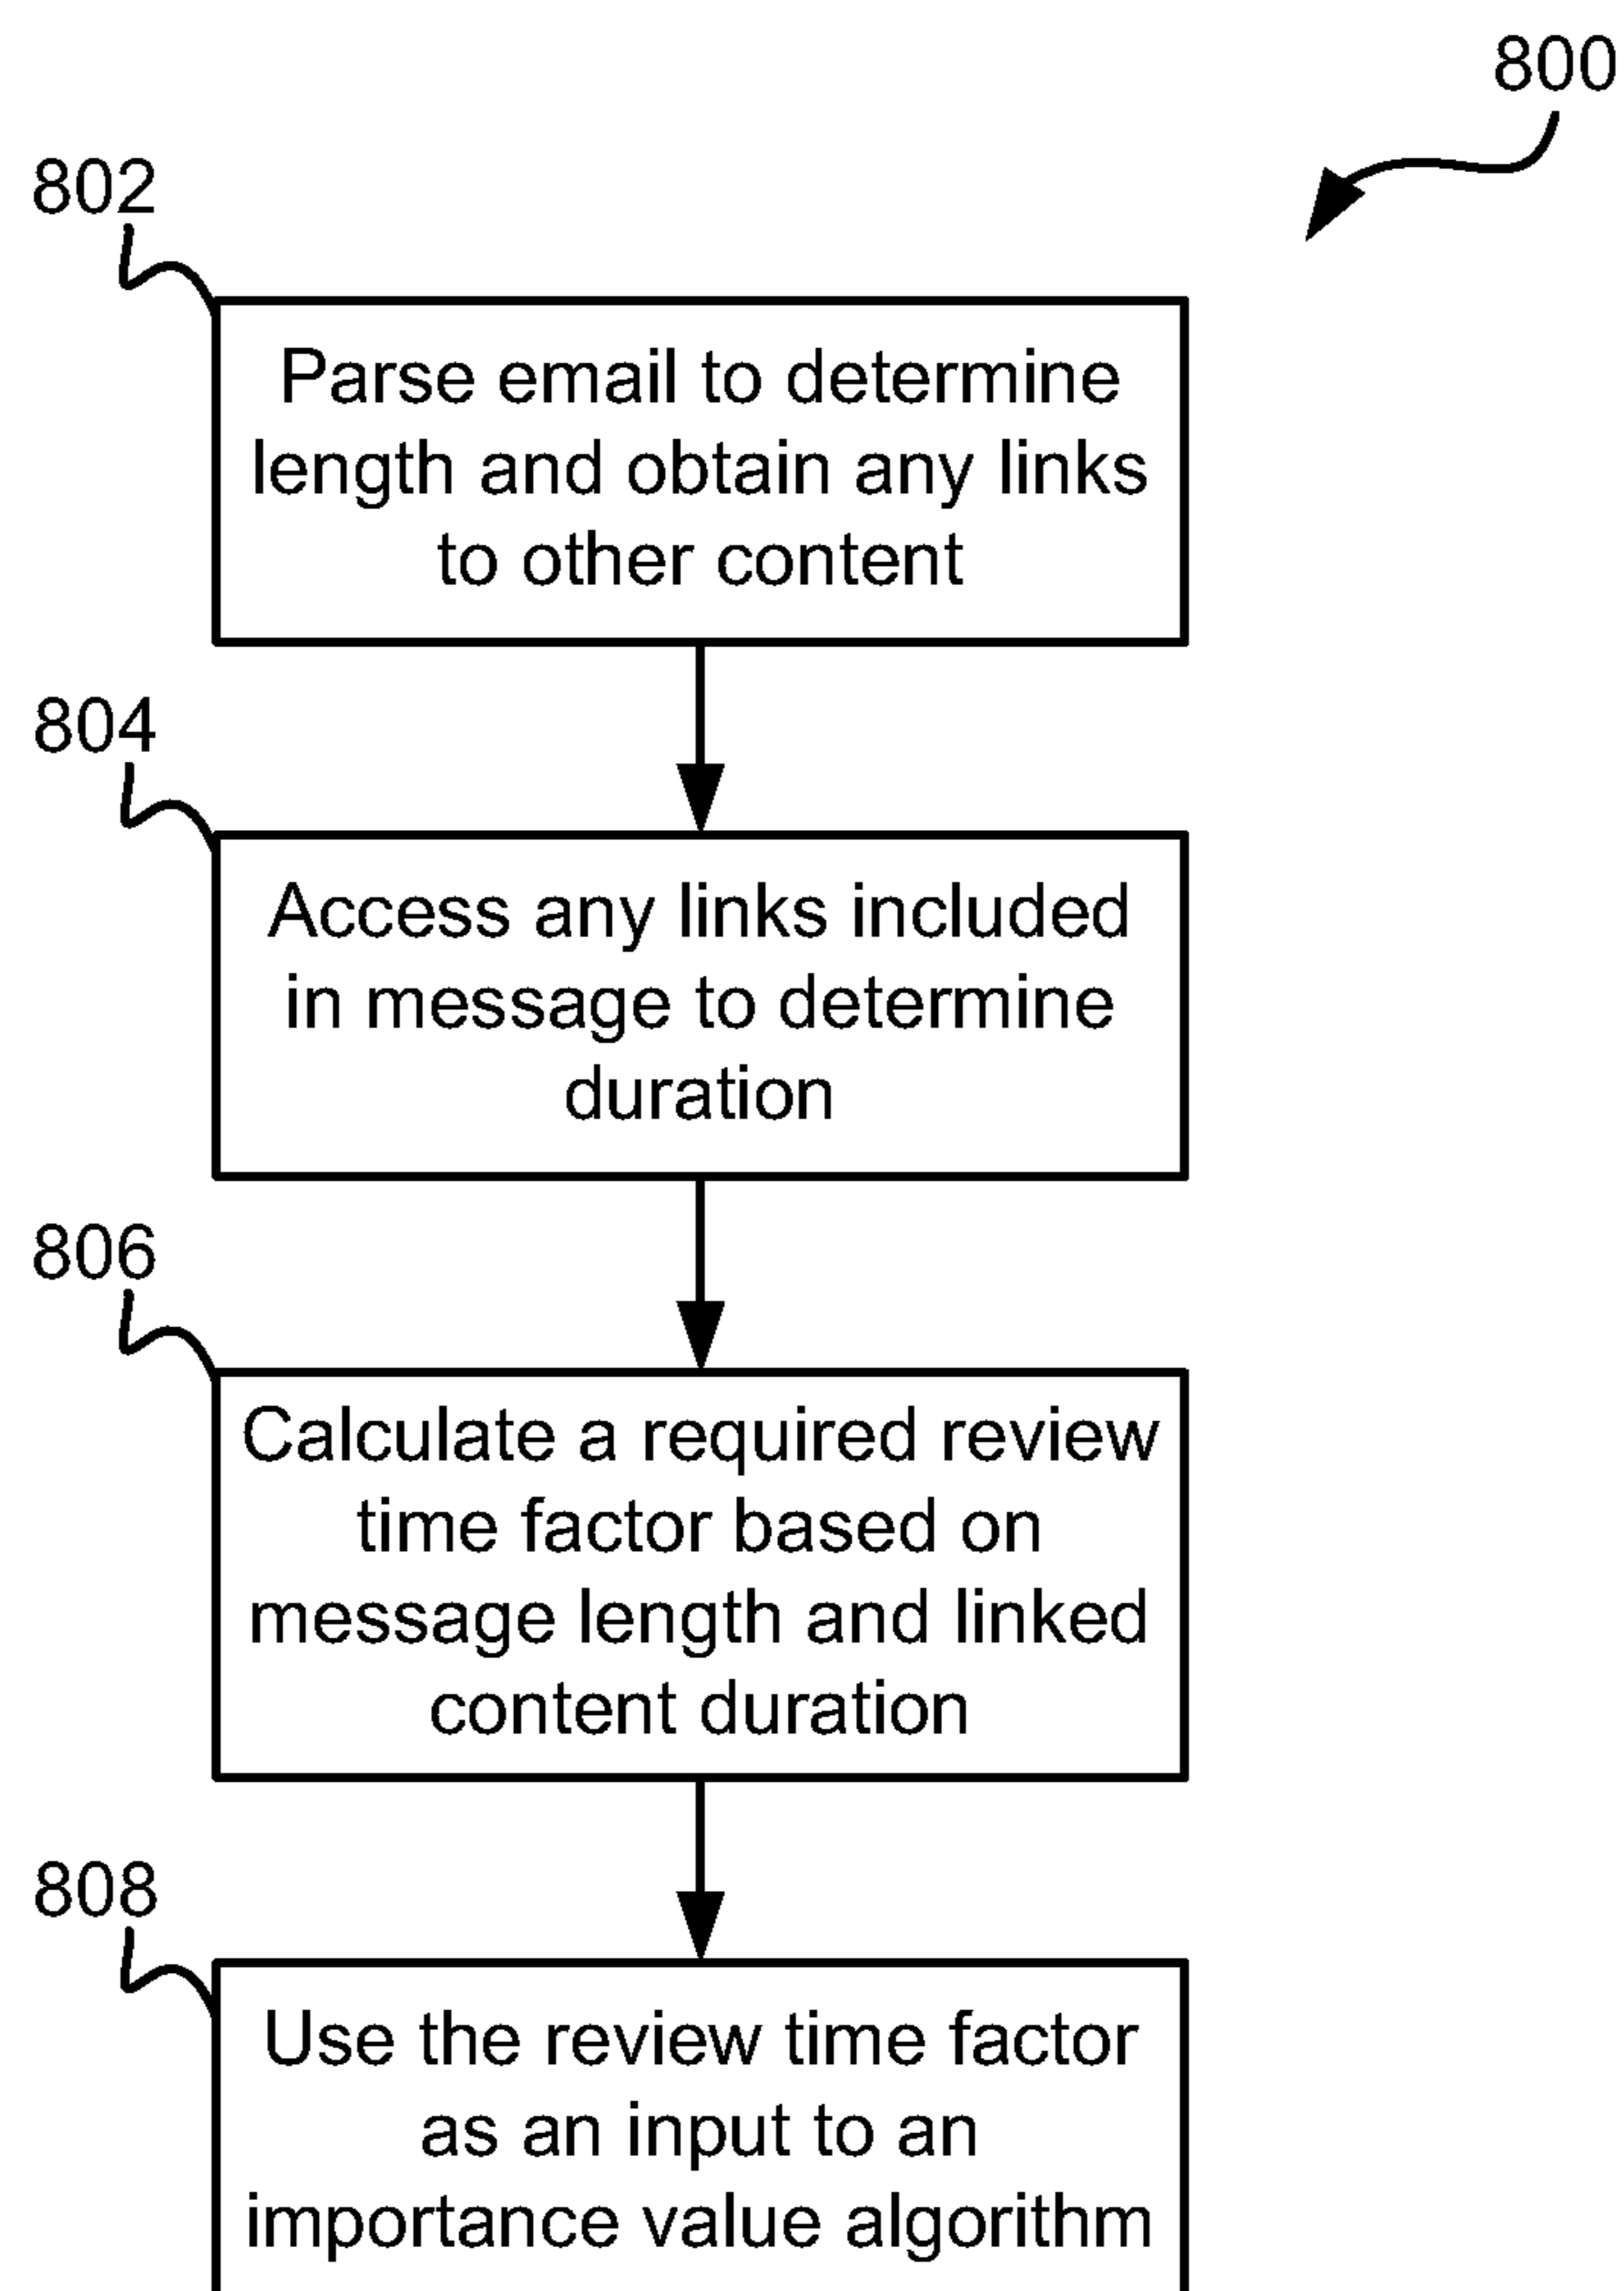 800
802
Parse email to determine
length and obtain any links
to other content
804
Access any links included
in message to determine
duration
806
Calculate a required review
time factor based on
message length and linked
content duration
808
Use the review time factor
as an input to an
importance value algorithm